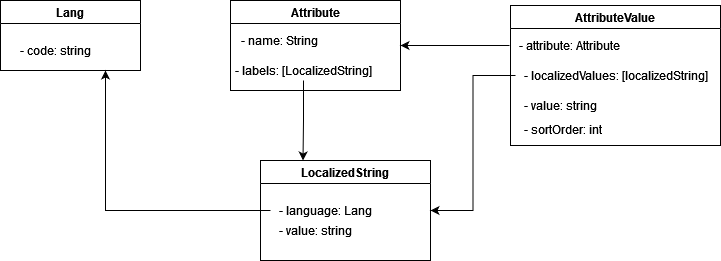 Lang
- code: string
Attribute
- name: String
- labels: [LocalizedString]
AttributeValue
- attribute: Attribute
- localizedValues: [localizedString]
- value: string
- sortOrder: int
LocalizedString
- language: Lang
- value: string